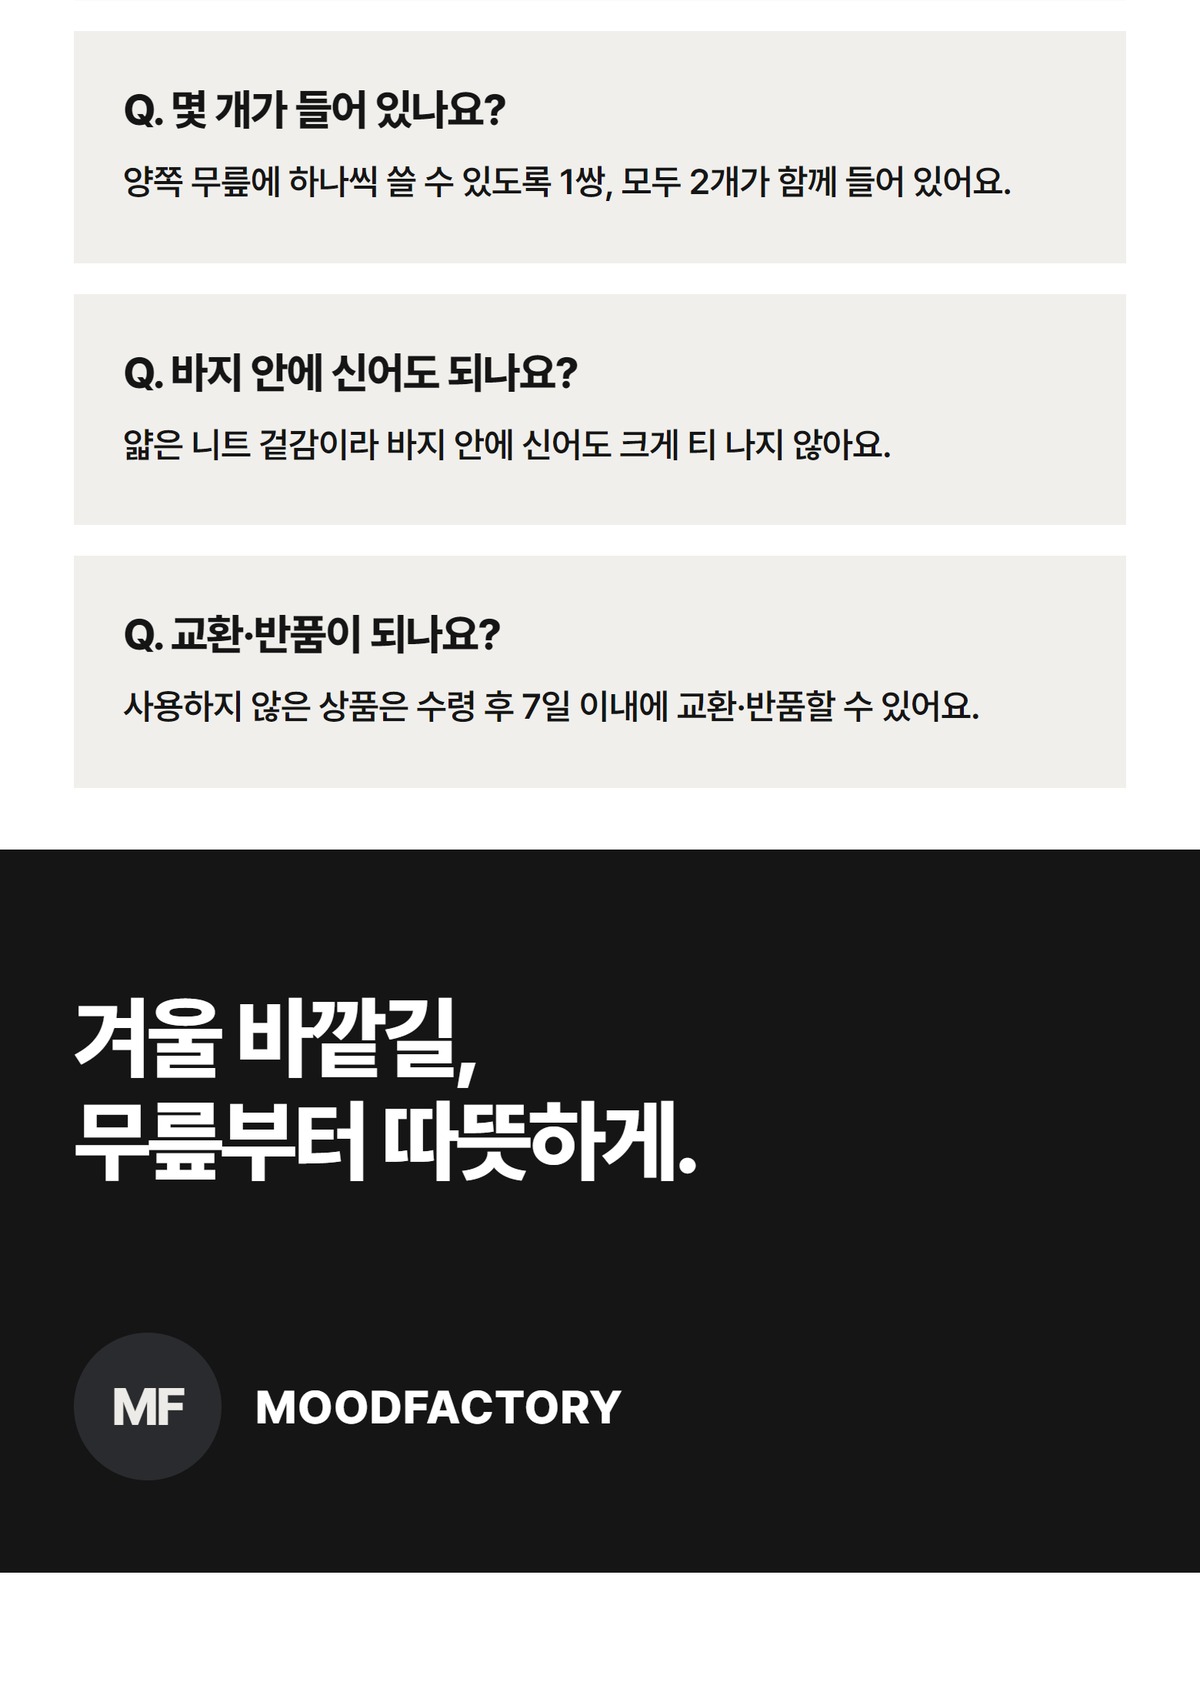 Q. 몇 개가 들어 있나요?
양쪽 무릎에 하나씩 쓸 수 있도록 1쌍, 모두 2개가 함께 들어 있어요.
Q. 바지 안에 신어도 되나요?
얇은 니트 겉감이라 바지 안에 신어도 크게 티 나지 않아요.
Q. 교환·반품이 되나요?
사용하지 않은 상품은 수령 후 7일 이내에 교환·반품할 수 있어요.
겨울 바깥길,
무릎부터 따뜻하게.
MF
MOODFACTORY